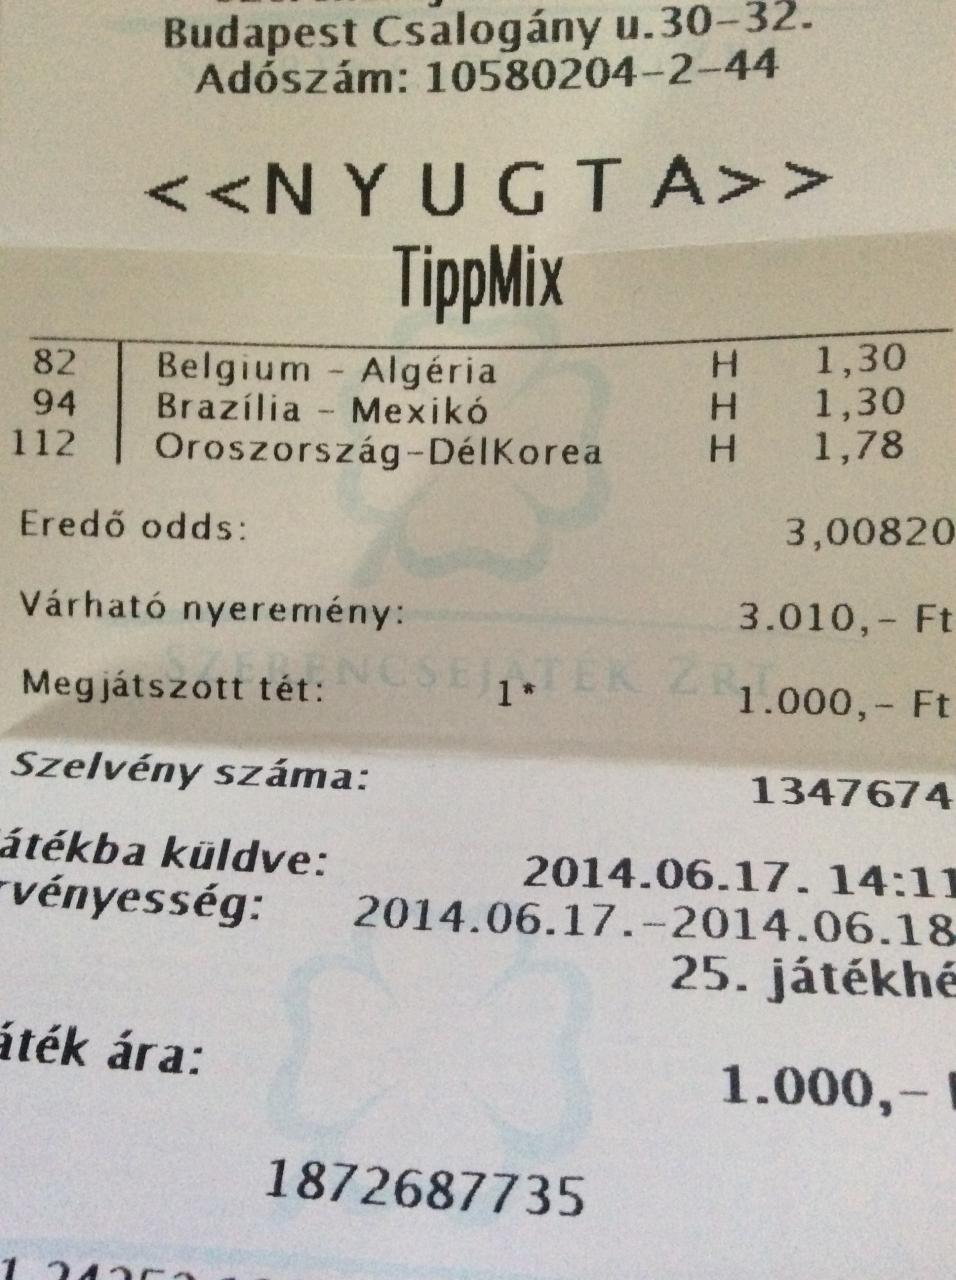 Budapest Csalogány u.30-32.
Adószám: 10580204-2-44
<<NYUGTA>>
TippMix
82 Belgium - Algéria H 1,30
94 Brazília - Mexikó H 1,30
112 Oroszország-DélKorea H 1,78
Eredő odds: 3,00820
Várható nyeremény: 3.010,- Ft
SZERENCSEJÁTÉK ZRT
Megjátszott tét: 1* 1.000,- Ft
Szelvény száma: 1347674
átékba küldve: 2014.06.17. 14:11
rvényesség: 2014.06.17.-2014.06.18
25. játékhé
áték ára: 1.000,-
1872687735